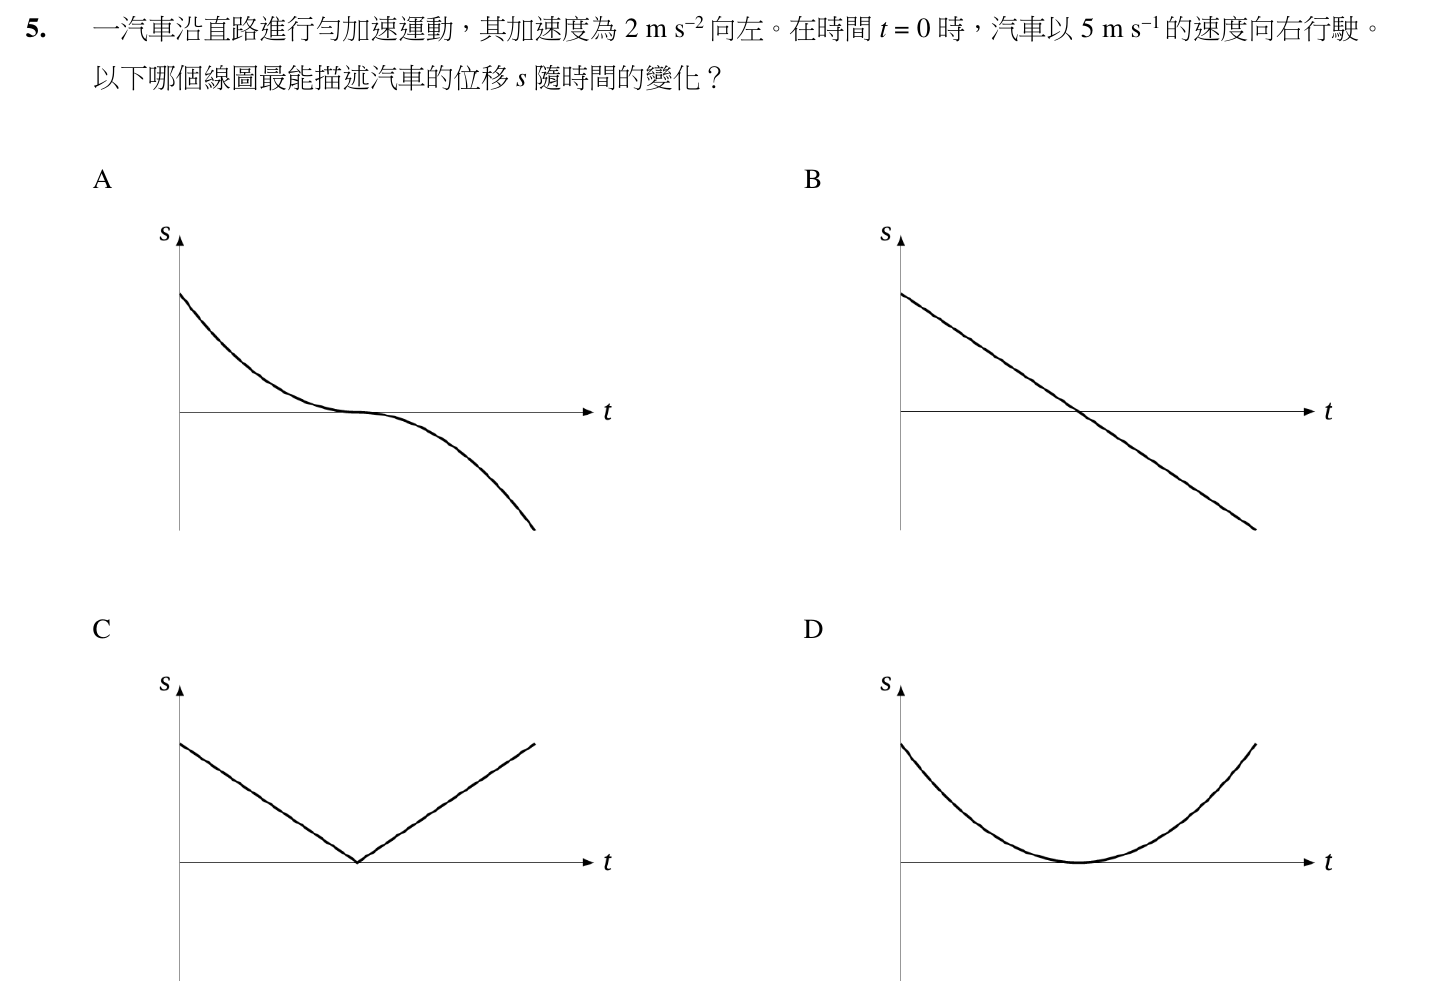 5. 一汽車沿直路進行勻加速運動，其加速度為 2 m s⁻² 向左。在時間 t = 0 時，汽車以 5 m s⁻¹ 的速度向右行駛。
以下哪個線圖最能描述汽車的位移 s 隨時間的變化？
A
B
s
s
t
t
C
D
s
s
t
t